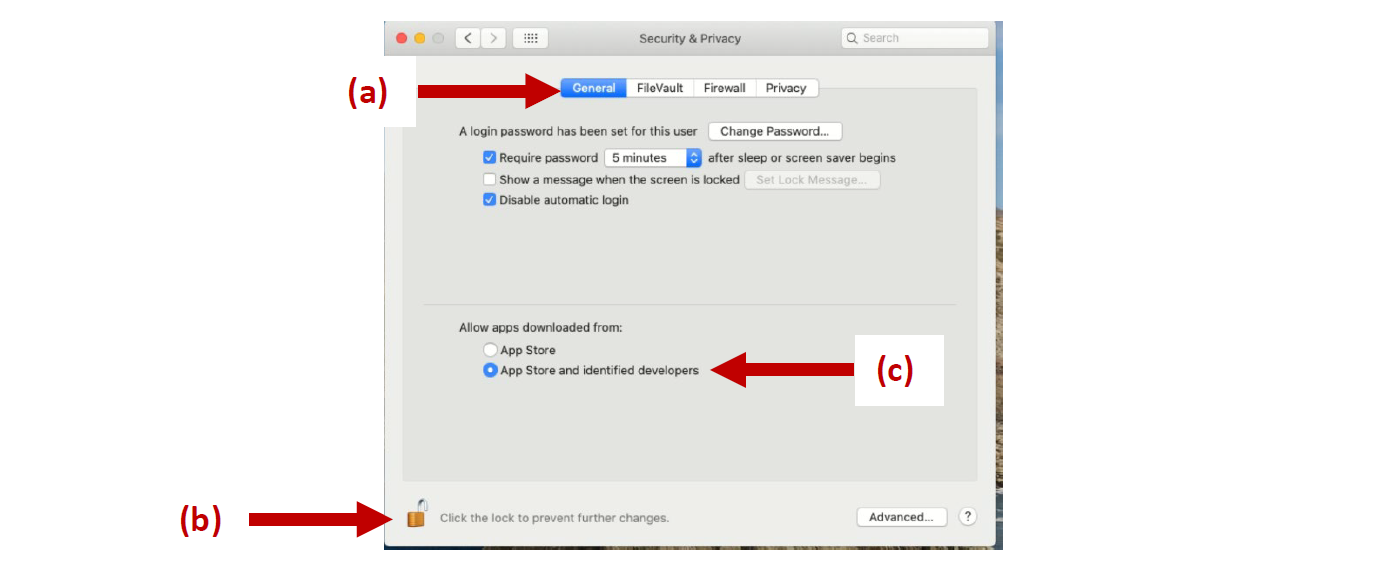 Security & Privacy
Search
(a)
General FileVault Firewall Privacy
A login password has been set for this user Change Password...
Require password 5 minutes after sleep or screen saver begins
Show a message when the screen is locked Set Lock Message...
Disable automatic login
Allow apps downloaded from:
App Store
App Store and identified developers
(c)
(b)
Click the lock to prevent further changes.
Advanced... ?